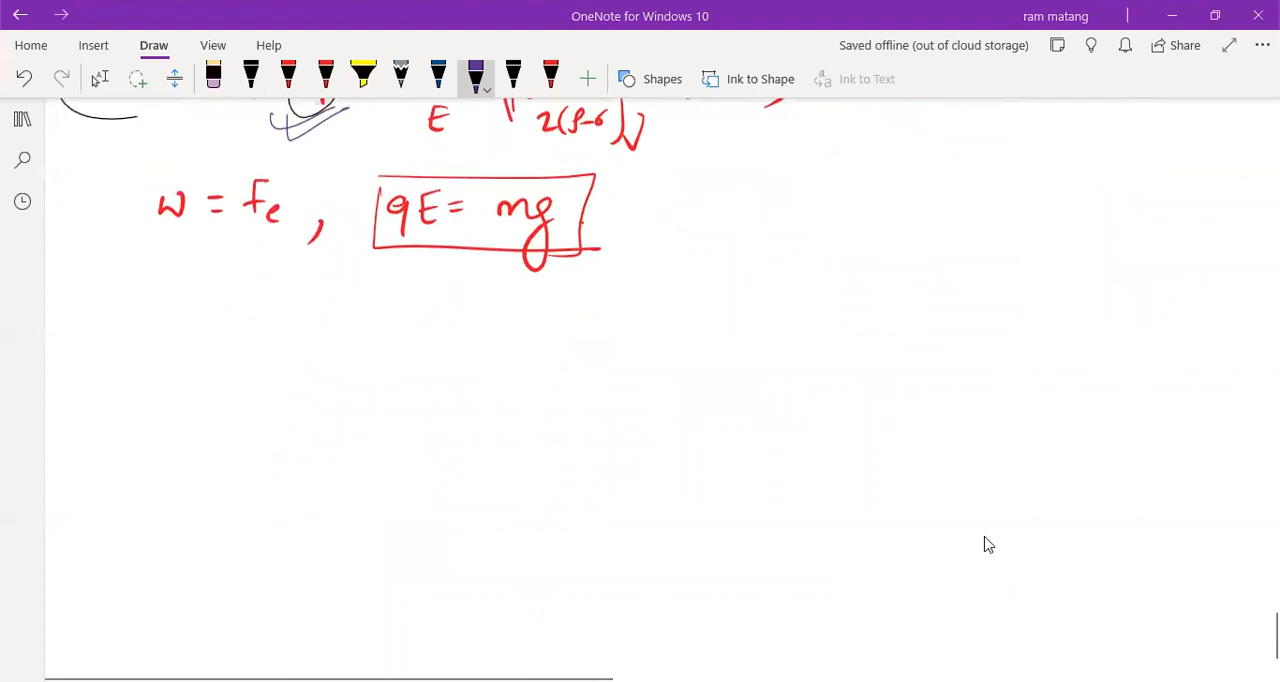 OneNote for Windows 10
ram matang
Home Insert Draw View Help
Saved offline (out of cloud storage)
Share
Shapes
Ink to Shape
Ink to Text
E
2(ρ-σ)
w = fe , qE = mg